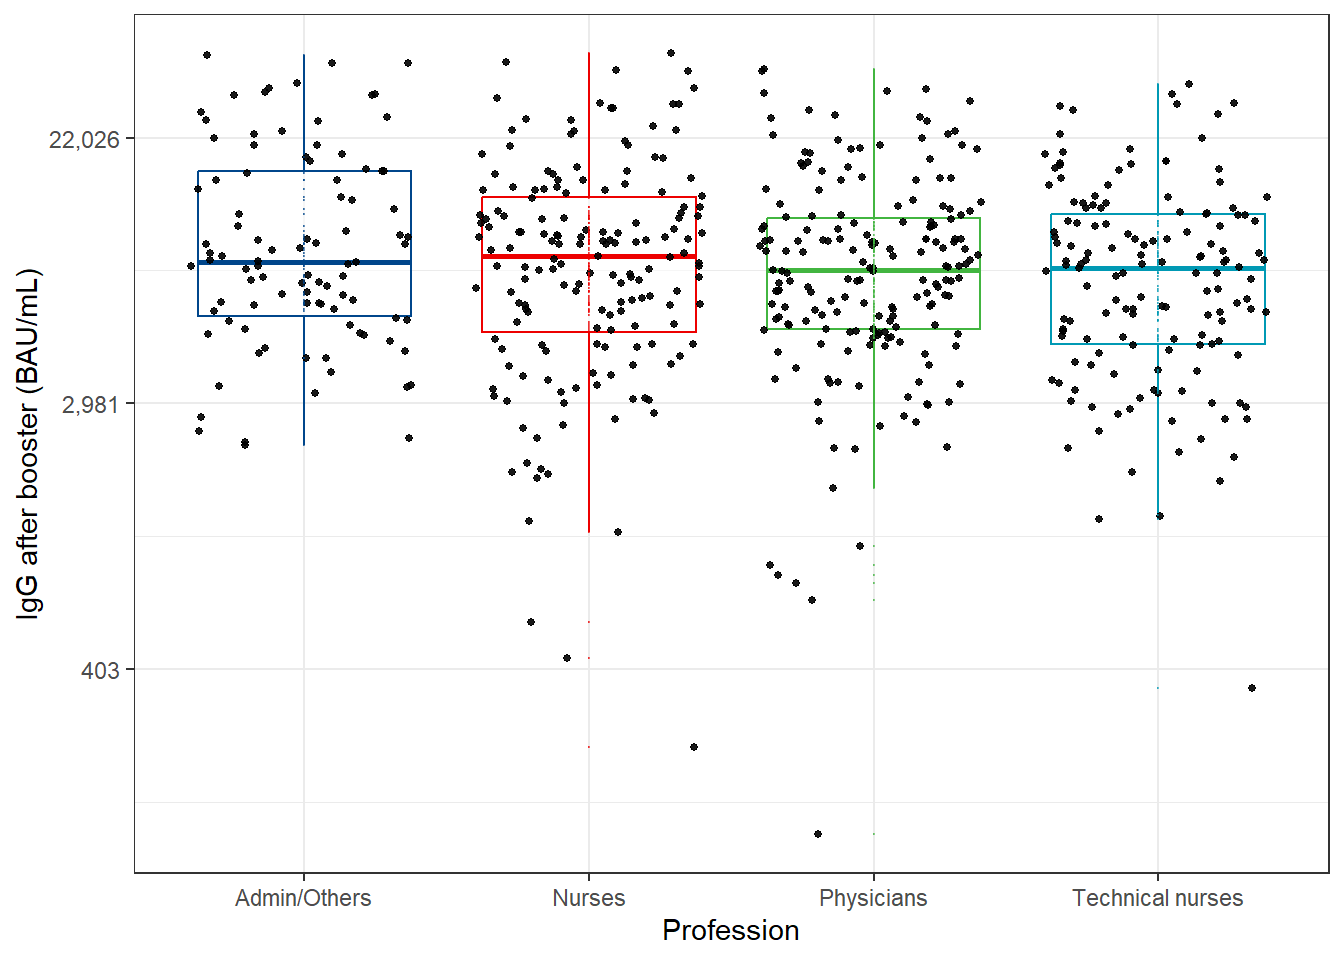 IgG after booster (BAU/mL)
22,026
2,981
403
Admin/Others
Nurses
Physicians
Technical nurses
Profession